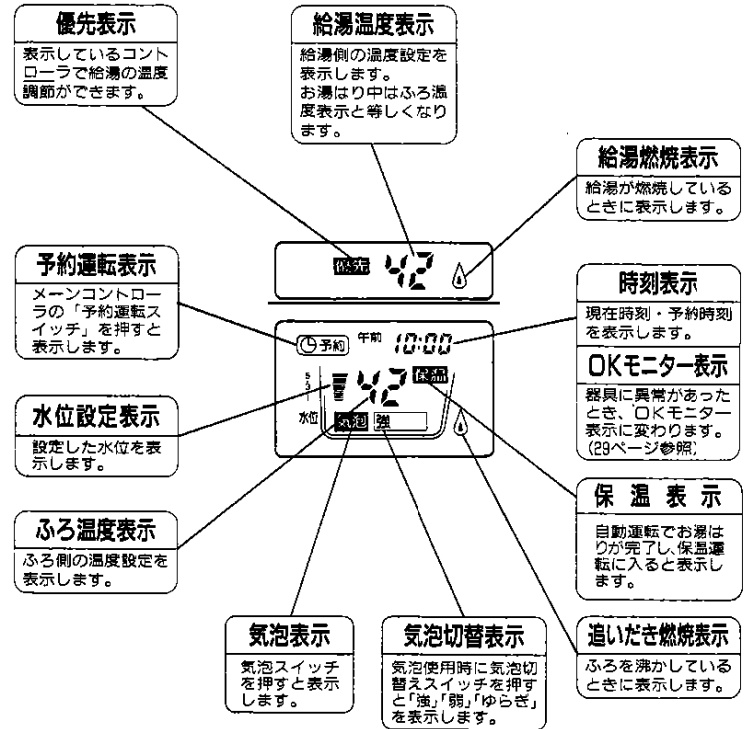 優先表示
表示しているコント
ローラで給湯の温度
調節ができます。
給湯温度表示
給湯側の温度設定を
表示します。
お湯はり中はふろ温
度表示と等しくなり
ます。
給湯燃焼表示
給湯が燃焼している
ときに表示します。
優先 42
予約運転表示
メーンコントロー
ラの「予約運転ス
イッチ」を押すと
表示します。
時刻表示
現在時刻・予約時刻
を表示します。
OKモニター表示
器具に異常があった
とき、OKモニター
表示に変わります。
(29ページ参照)
予約 午前 10:00
42 保温
水位 気泡 強
水位設定表示
設定した水位を表
示します。
保温表示
自動運転でお湯は
りが完了し、保温運
転に入ると表示し
ます。
ふろ温度表示
ふろ側の温度設定を
表示します。
気泡表示
気泡スイッチ
を押すと表示
します。
気泡切替表示
気泡使用時に気泡切
替えスイッチを押す
と「強」「弱」「ゆらぎ」
を表示します。
追いだき燃焼表示
ふろを沸かしている
ときに表示します。